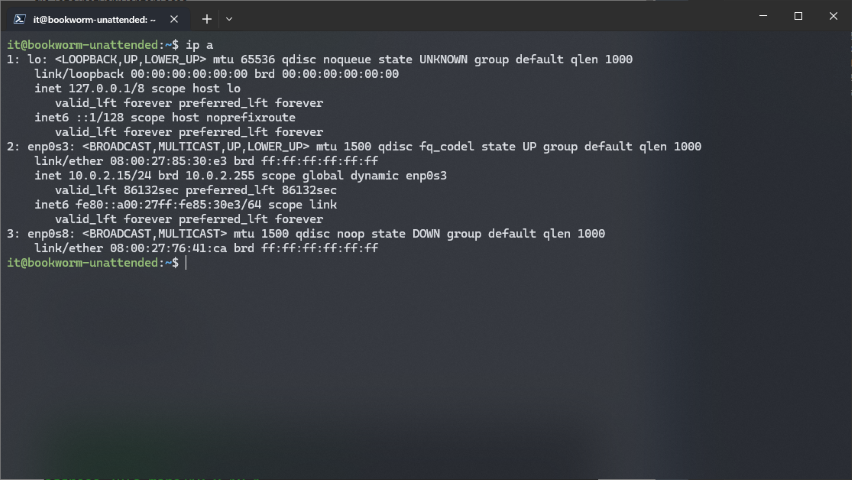 it@bookworm-unattended: ~
it@bookworm-unattended:~$ ip a
1: lo: <LOOPBACK,UP,LOWER_UP> mtu 65536 qdisc noqueue state UNKNOWN group default qlen 1000
    link/loopback 00:00:00:00:00:00 brd 00:00:00:00:00:00
    inet 127.0.0.1/8 scope host lo
       valid_lft forever preferred_lft forever
    inet6 ::1/128 scope host noprefixroute
       valid_lft forever preferred_lft forever
2: enp0s3: <BROADCAST,MULTICAST,UP,LOWER_UP> mtu 1500 qdisc fq_codel state UP group default qlen 1000
    link/ether 08:00:27:85:30:e3 brd ff:ff:ff:ff:ff:ff
    inet 10.0.2.15/24 brd 10.0.2.255 scope global dynamic enp0s3
       valid_lft 86132sec preferred_lft 86132sec
    inet6 fe80::a00:27ff:fe85:30e3/64 scope link
       valid_lft forever preferred_lft forever
3: enp0s8: <BROADCAST,MULTICAST> mtu 1500 qdisc noop state DOWN group default qlen 1000
    link/ether 08:00:27:76:41:ca brd ff:ff:ff:ff:ff:ff
it@bookworm-unattended:~$